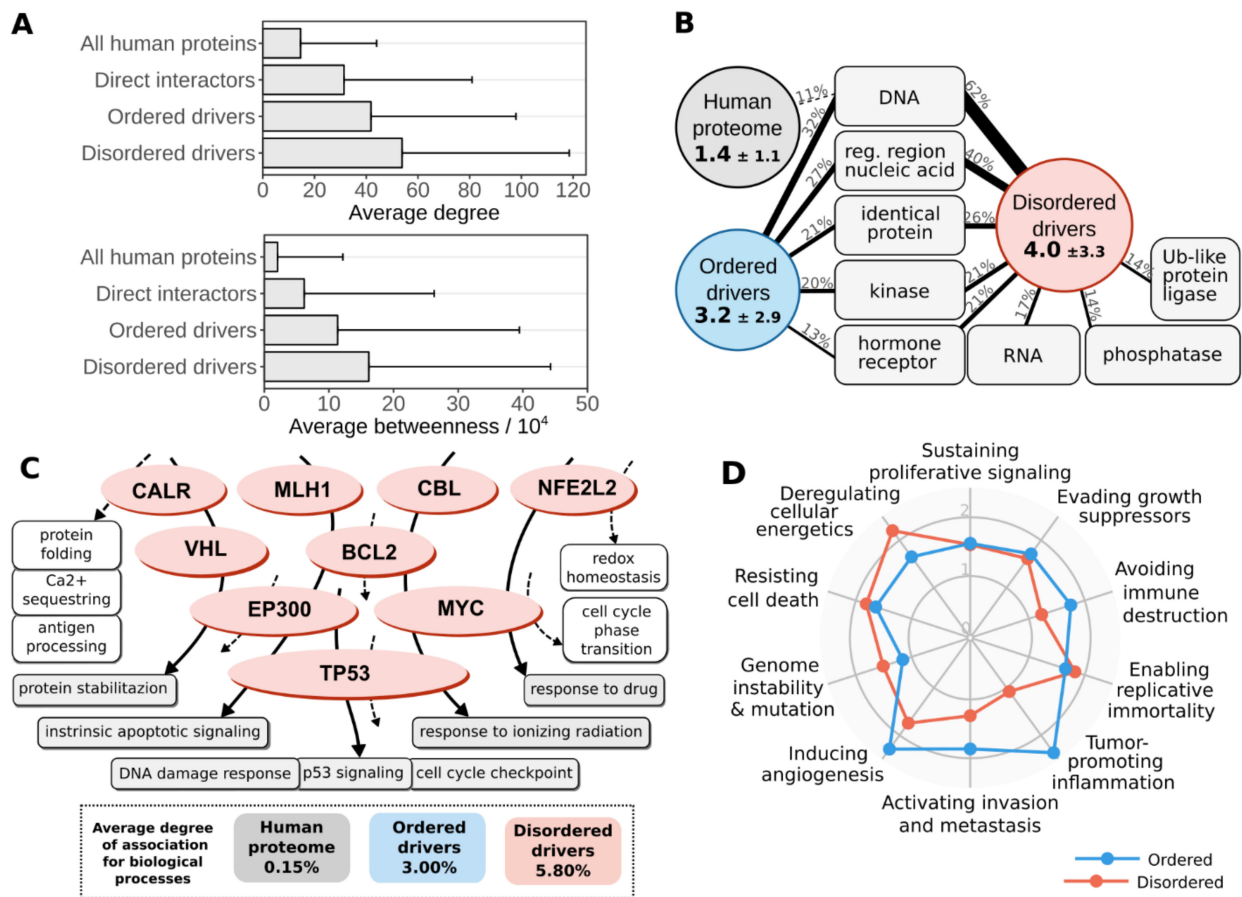 A
All human proteins
Direct interactors
Ordered drivers
Disordered drivers
0 20 40 60 80 100 120
Average degree
All human proteins
Direct interactors
Ordered drivers
Disordered drivers
0 10 20 30 40 50
Average betweenness / 10⁴
B
Human
proteome
1.4 ± 1.1
Ordered
drivers
3.2 ± 2.9
DNA
reg. region
nucleic acid
identical
protein
kinase
hormone
receptor
RNA
phosphatase
Ub-like
protein
ligase
Disordered
drivers
4.0 ±3.3
11%
32%
27%
21%
20%
13%
62%
40%
26%
21%
21%
17%
14%
14%
C
CALR
MLH1
CBL
NFE2L2
VHL
BCL2
EP300
MYC
TP53
protein
folding
Ca2+
sequestring
antigen
processing
redox
homeostasis
cell cycle
phase
transition
protein stabilitazion
response to drug
instrinsic apoptotic signaling
response to ionizing radiation
DNA damage response
p53 signaling
cell cycle checkpoint
Average degree
of association
for biological
processes
Human
proteome
0.15%
Ordered
drivers
3.00%
Disordered
drivers
5.80%
D
Sustaining
proliferative signaling
Evading growth
suppressors
Avoiding
immune
destruction
Enabling
replicative
immortality
Tumor-
promoting
inflammation
Activating invasion
and metastasis
Inducing
angiogenesis
Genome
instability
& mutation
Resisting
cell death
Deregulating
cellular
energetics
2
1
0
Ordered
Disordered